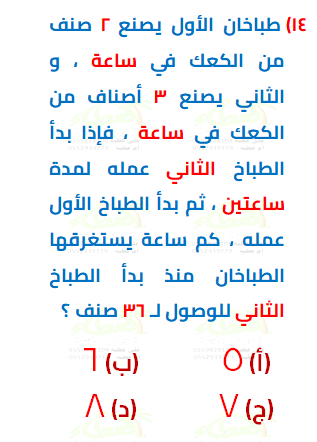 ١٤) طباخان الأول يصنع ٢ صنف
من الكعك في ساعة ، و
الثاني يصنع ٣ أصناف من
الكعك في ساعة ، فإذا بدأ
الطباخ الثاني عمله لمدة
ساعتين ، ثم بدأ الطباخ الأول
عمله ، كم ساعة يستغرقها
الطباخان منذ بدأ الطباخ
الثاني للوصول لـ ٣٦ صنف ؟
(أ) ٥ (ب) ٦
(ج) ٧ (د) ٨